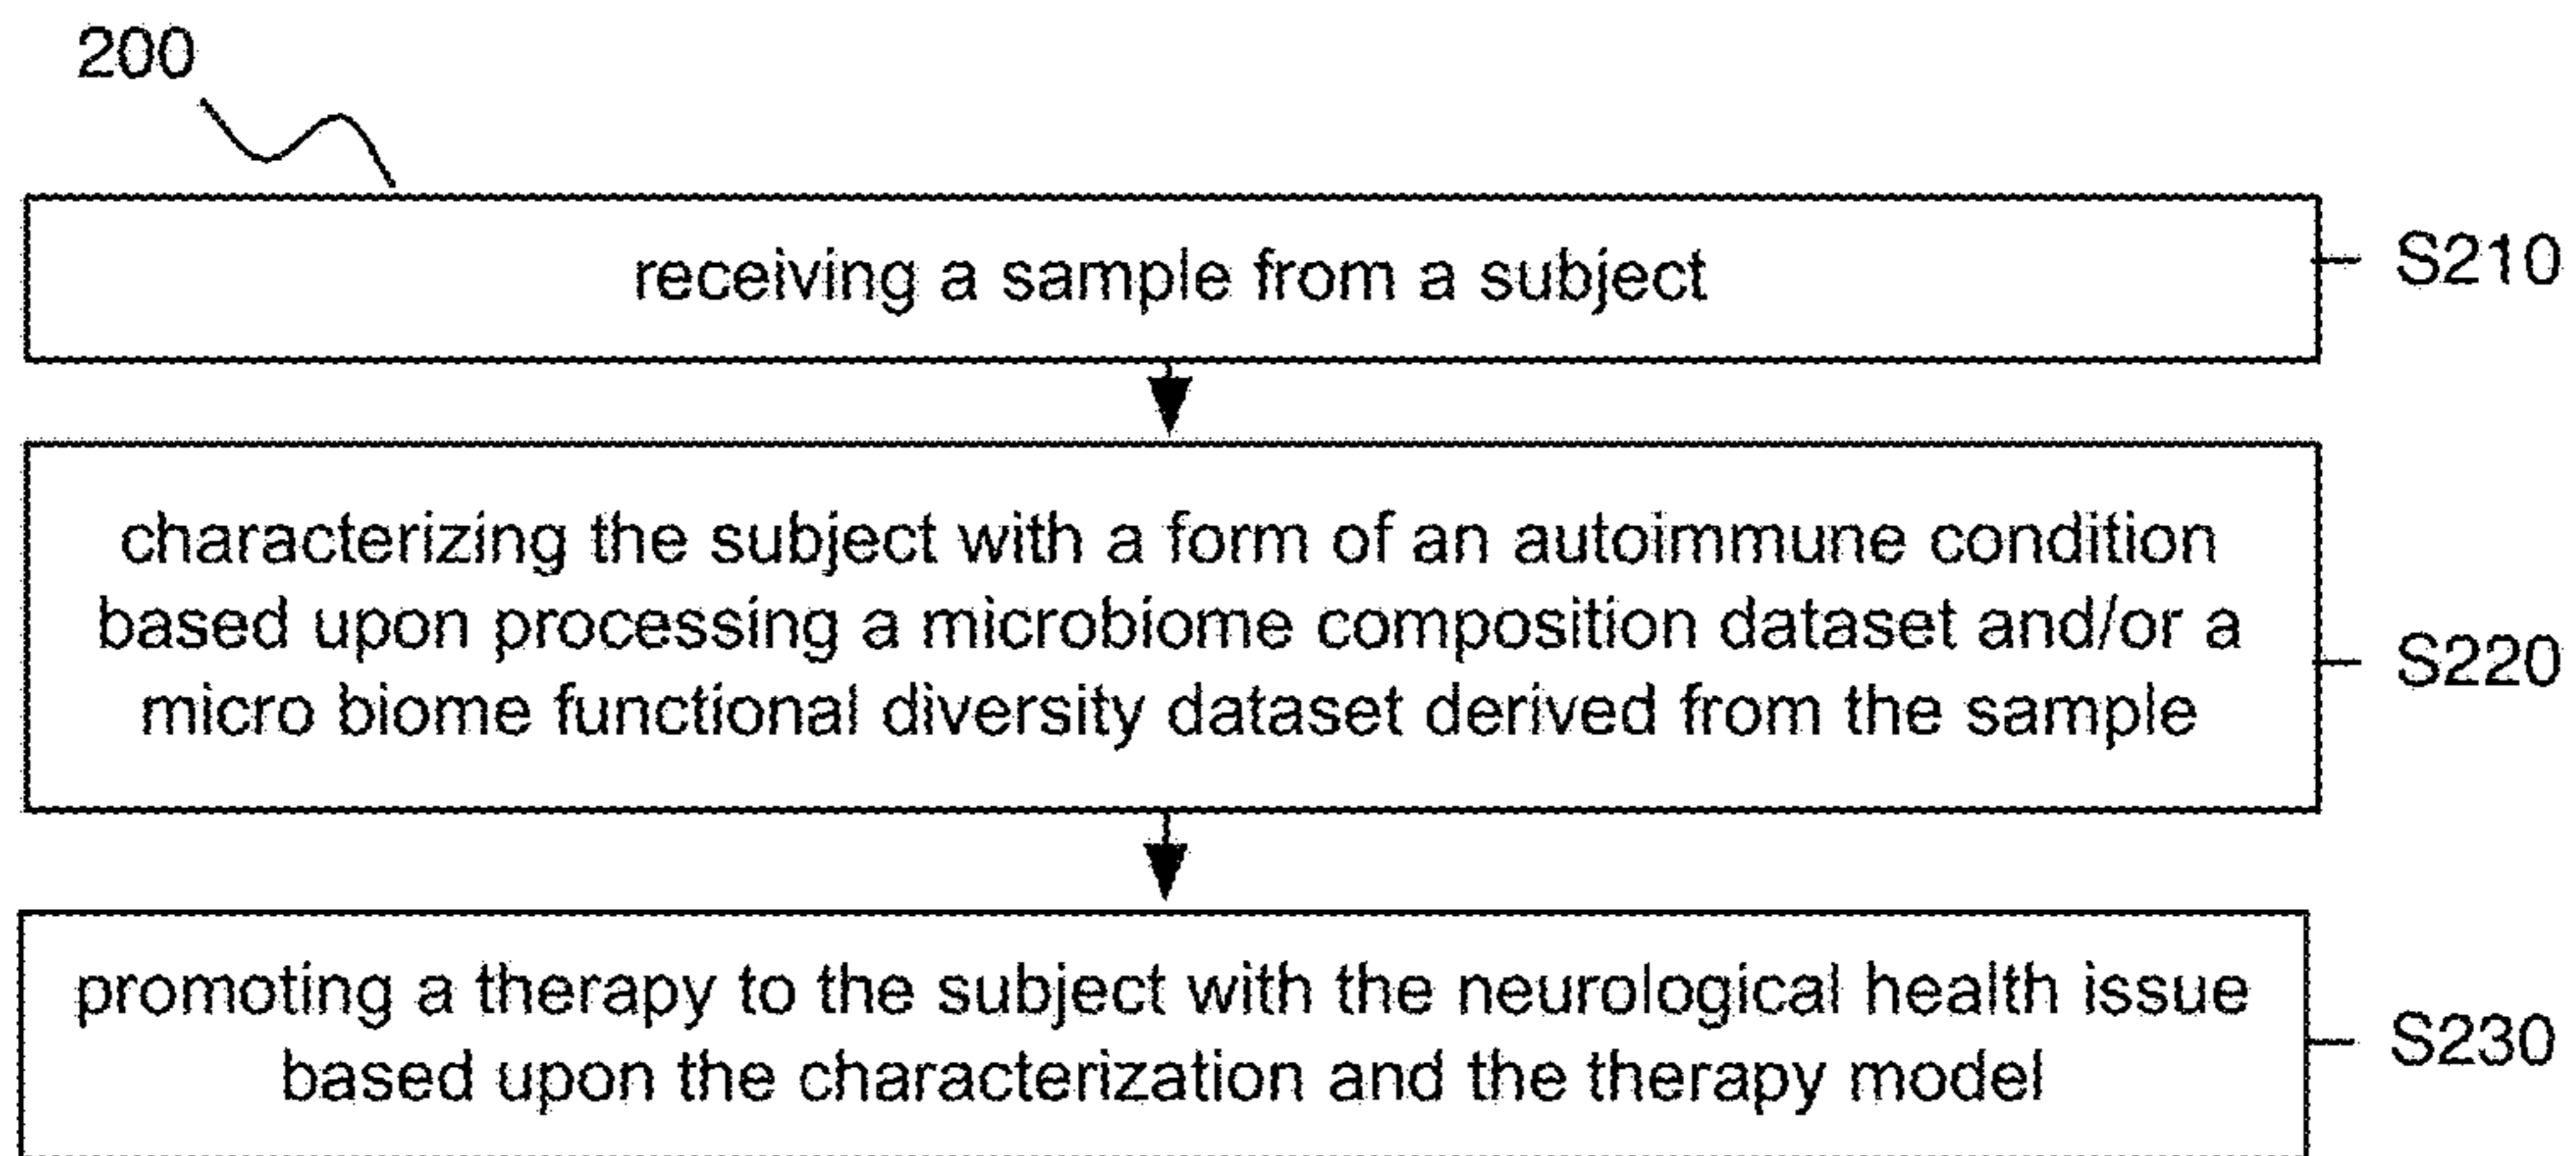 200
receiving a sample from a subject
S210
characterizing the subject with a form of an autoimmune condition
based upon processing a microbiome composition dataset and/or a
micro biome functional diversity dataset derived from the sample
S220
promoting a therapy to the subject with the neurological health issue
based upon the characterization and the therapy model
S230